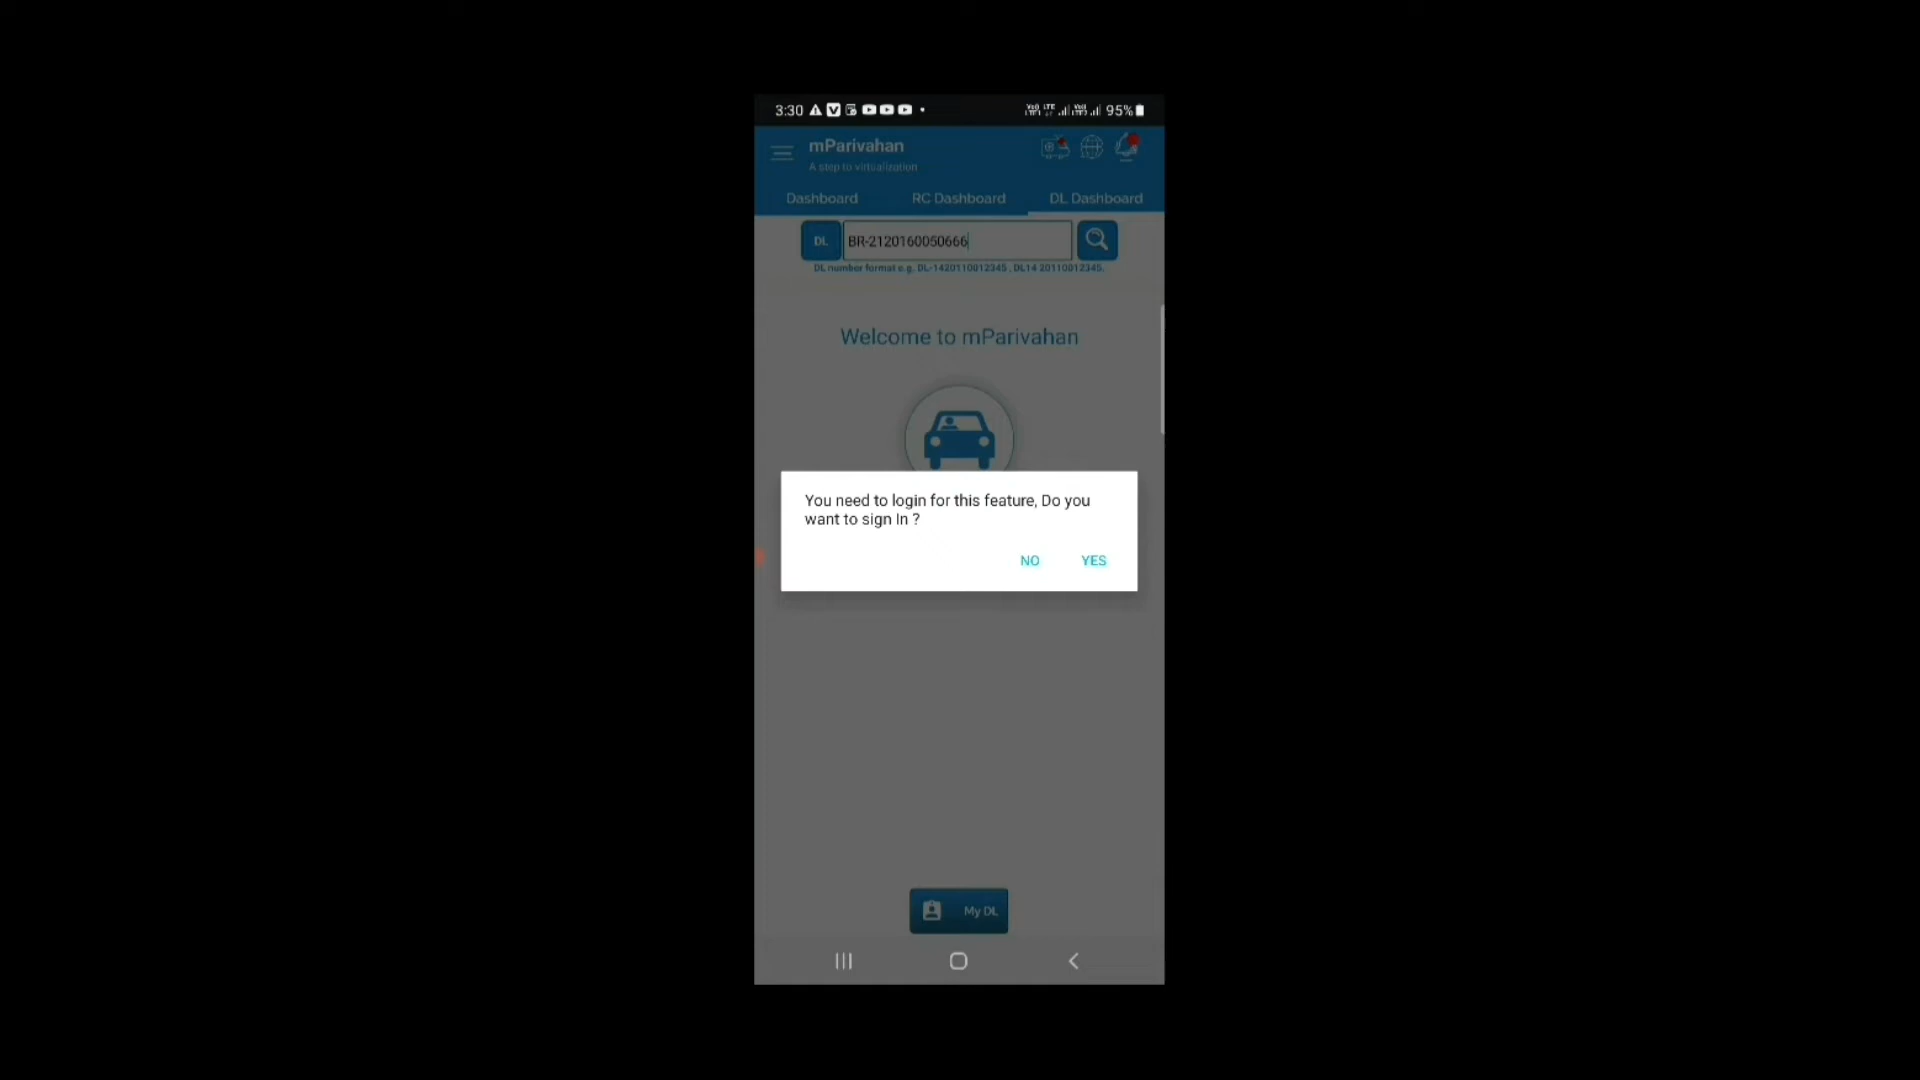 3:30 95%
mParivahan
A step to virtualization
Dashboard RC Dashboard DL Dashboard
DL BR-2120160050666
DL number format e.g. DL-1420110012345 , DL14 20110012345.
Welcome to mParivahan
You need to login for this feature, Do you
want to sign In ?
NO YES
My DL